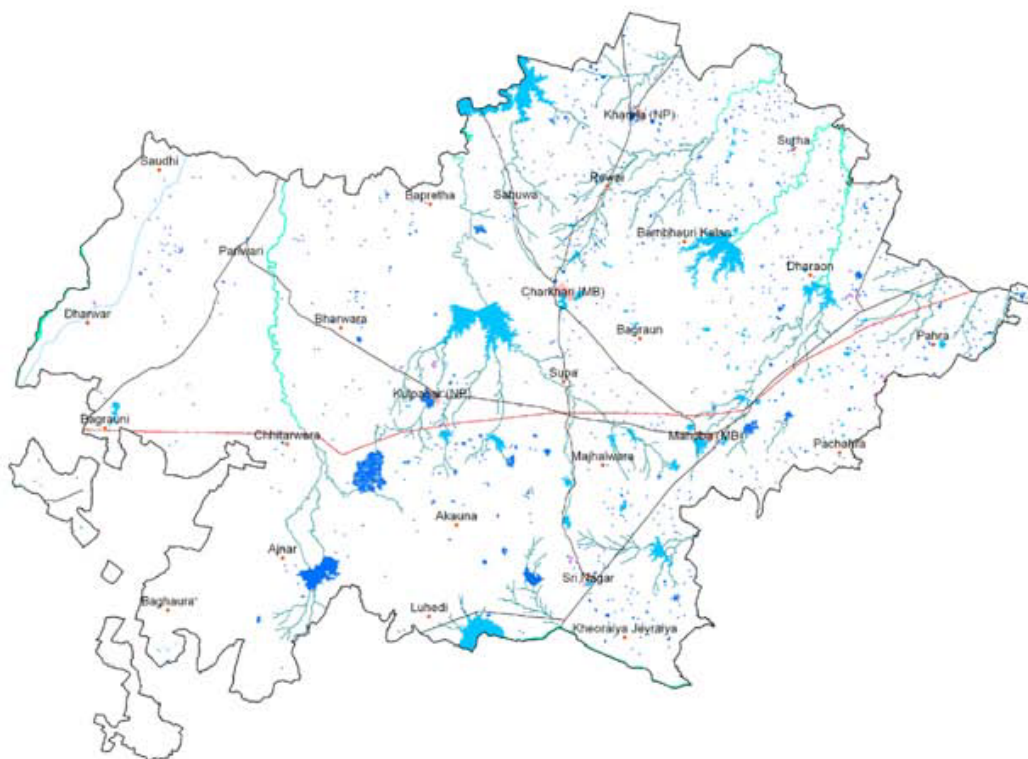 Saudhi
Kharela (NP)
Surha
Rewai
Bapretha
Sahuwa
Bambhauri Kalan
Panwari
Dharaon
Charkhari (MB)
Dharwar
Bharwara
Bagraun
Pahra
Supa
Kulpahar (NP)
Bagrauni
Chhitarwara
Mahoba (MB)
Pachahra
Majhalwara
Akauna
Ajnar
Sri Nagar
Baghaura
Luhedi
Kheoraiya Jeyraiya